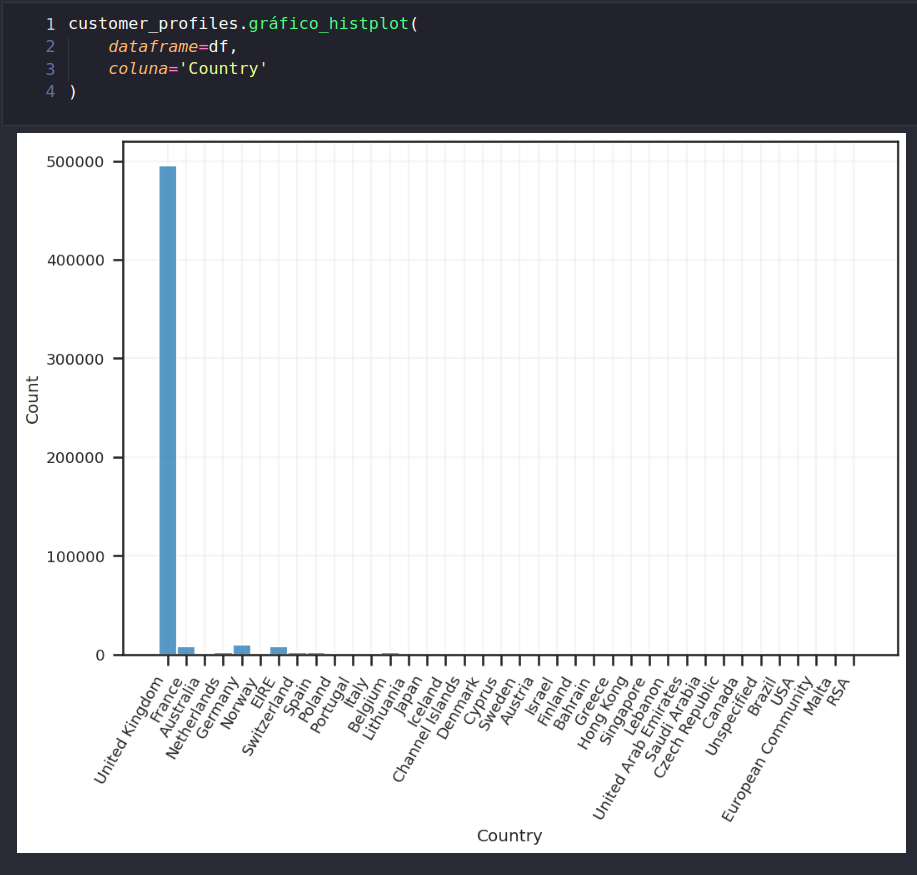 1 customer_profiles.gráfico_histplot(
2     dataframe=df,
3     coluna='Country'
4 )
500000
400000
300000
200000
100000
0
Count
United Kingdom
France
Australia
Netherlands
Germany
Norway
EIRE
Switzerland
Spain
Poland
Portugal
Italy
Belgium
Lithuania
Japan
Iceland
Channel Islands
Denmark
Cyprus
Sweden
Austria
Israel
Finland
Bahrain
Greece
Hong Kong
Singapore
Lebanon
United Arab Emirates
Saudi Arabia
Czech Republic
Canada
Unspecified
Brazil
USA
European Community
Malta
RSA
Country